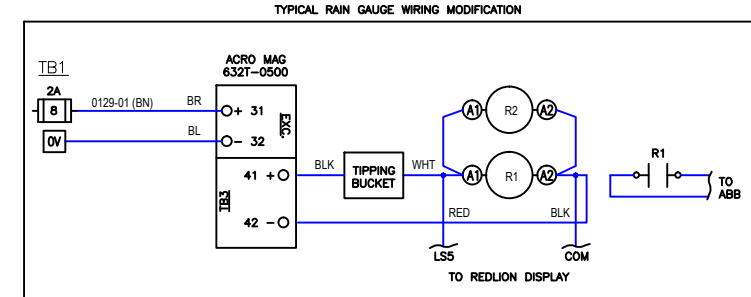 TYPICAL RAIN GAUGE WIRING MODIFICATION
TB1
ACRO MAG
632T-0500
2A
8
0129-01 (BN)
BR
+ 31
EXC.
0V
BL
- 32
A1
R2
A2
41 +
BLK
TIPPING
BUCKET
WHT
A1
R1
A2
R1
TO
ABB
TB3
42 -
RED
BLK
LS5
COM
TO REDLION DISPLAY